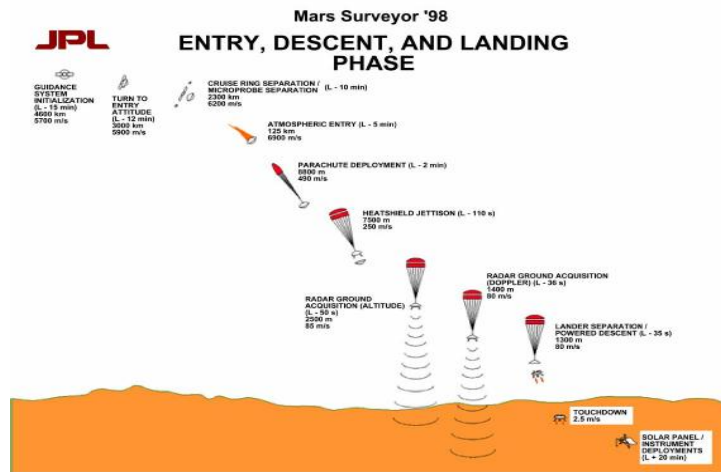 Mars Surveyor '98
JPL
ENTRY, DESCENT, AND LANDING
PHASE
GUIDANCE
SYSTEM
INITIALIZATION
(L - 15 min)
4600 km
5700 m/s
TURN TO
ENTRY
ATTITUDE
(L - 12 min)
3000 km
5900 m/s
CRUISE RING SEPARATION /
MICROPROBE SEPARATION
(L - 10 min)
2300 km
6200 m/s
ATMOSPHERIC ENTRY (L - 5 min)
125 km
6900 m/s
PARACHUTE DEPLOYMENT (L - 2 min)
8800 m
490 m/s
HEATSHIELD JETTISON (L - 110 s)
7500 m
250 m/s
RADAR GROUND
ACQUISITION (ALTITUDE)
(L - 50 s)
2500 m
85 m/s
RADAR GROUND ACQUISITION
(DOPPLER) (L - 36 s)
1400 m
80 m/s
LANDER SEPARATION /
POWERED DESCENT (L - 35 s)
1300 m
80 m/s
TOUCHDOWN
2.5 m/s
SOLAR PANEL /
INSTRUMENT
DEPLOYMENTS
(L + 20 min)